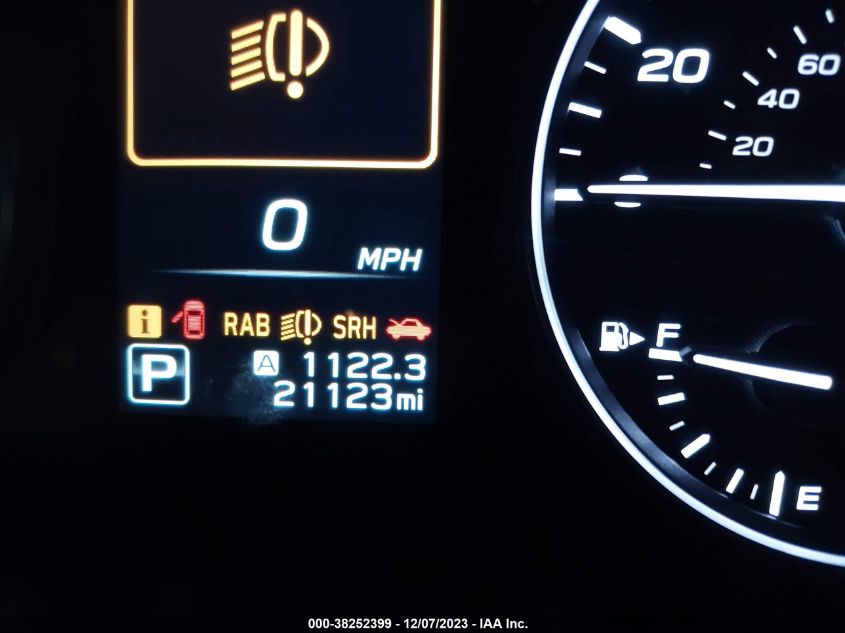 0
MPH
i RAB SRH
P A 1122.3
21123mi
20
60
40
20
F
E
000-38252399 - 12/07/2023 - IAA Inc.